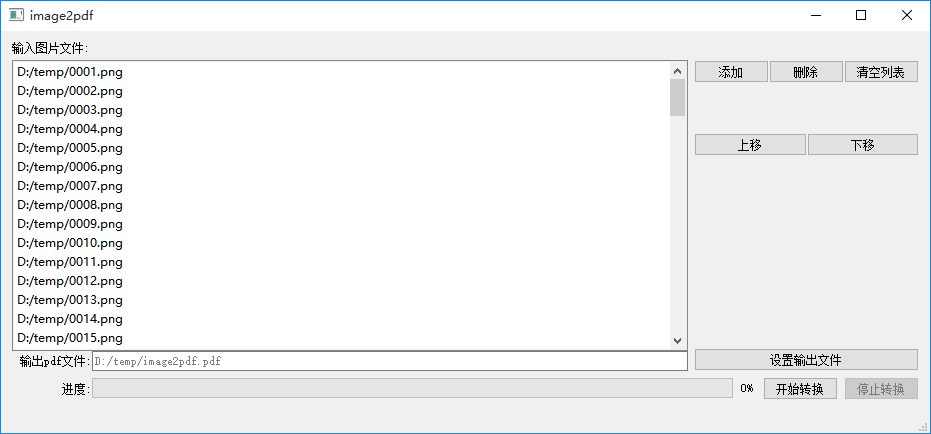 image2pdf
输入图片文件:
D:/temp/0001.png
D:/temp/0002.png
D:/temp/0003.png
D:/temp/0004.png
D:/temp/0005.png
D:/temp/0006.png
D:/temp/0007.png
D:/temp/0008.png
D:/temp/0009.png
D:/temp/0010.png
D:/temp/0011.png
D:/temp/0012.png
D:/temp/0013.png
D:/temp/0014.png
D:/temp/0015.png
添加 删除 清空列表
上移 下移
输出pdf文件: D:/temp/image2pdf.pdf 设置输出文件
进度: 0% 开始转换 停止转换